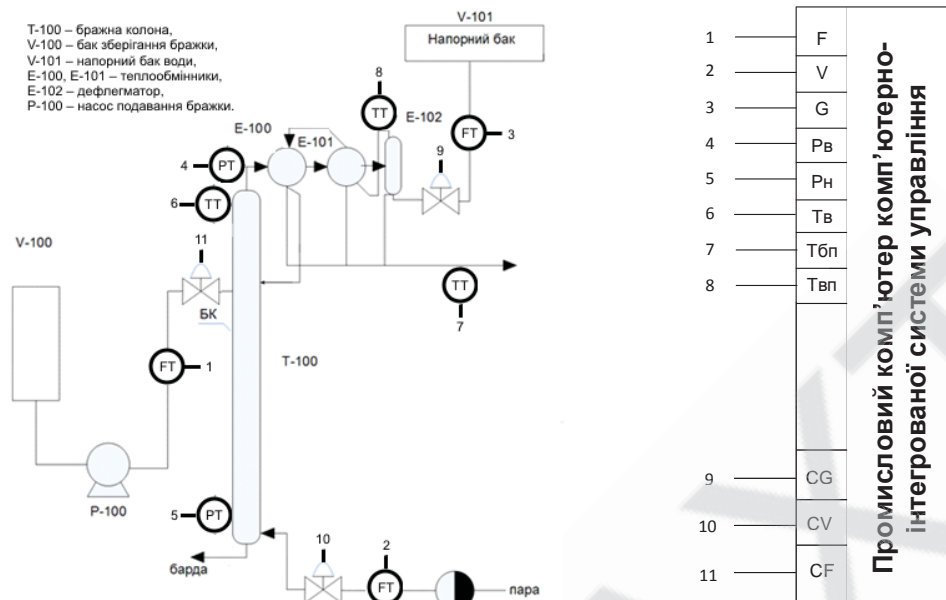 Т-100 – бражна колона,
V-100 – бак зберігання бражки,
V-101 – напорний бак води,
E-100, E-101 – теплообмінники,
E-102 – дефлегматор,
P-100 – насос подавання бражки.
V-101
Напорний бак
8
TT
E-102
E-100
E-101
FT
3
4
PT
9
6
TT
V-100
11
БК
TT
7
T-100
FT
1
P-100
5
PT
барда
10
2
FT
пара
1 F
2 V
3 G
4 Рв
5 Рн
6 Тв
7 Тбп
8 Твп
9 CG
10 CV
11 CF
Промисловий комп'ютер комп'ютерно-
інтегрованої системи управління